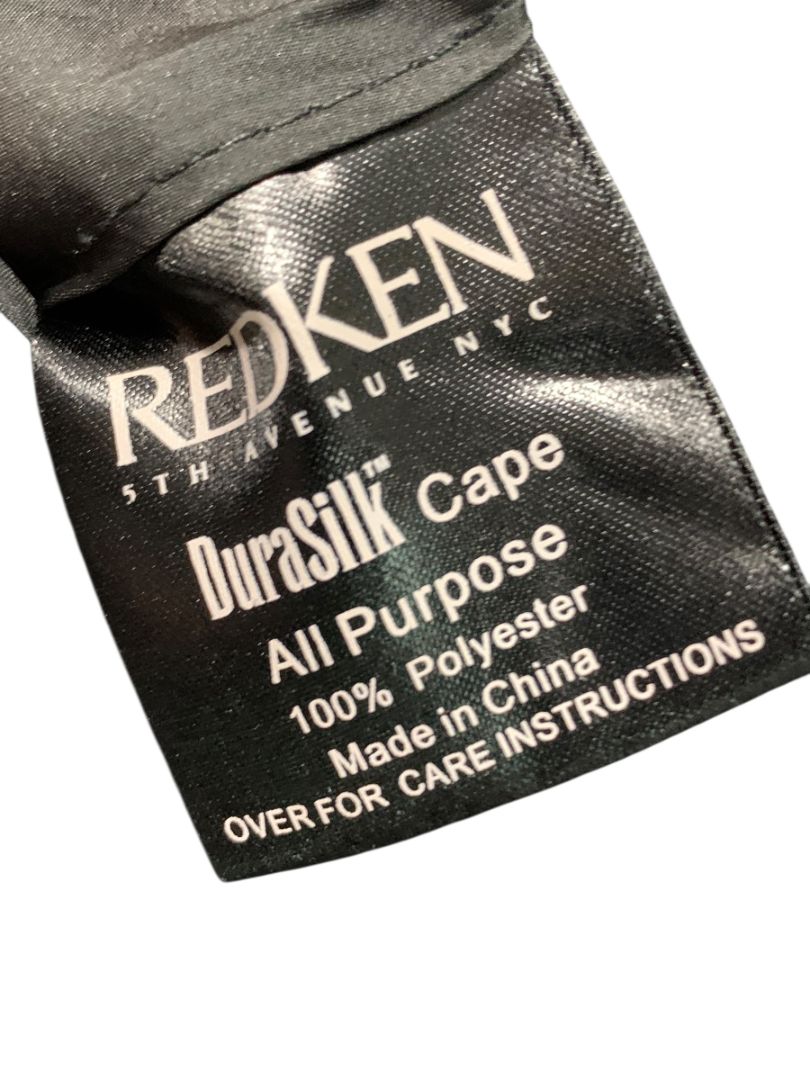 REDKEN
5TH AVENUE NYC
DuraSilk™ Cape
All Purpose
100% Polyester
Made in China
OVER FOR CARE INSTRUCTIONS